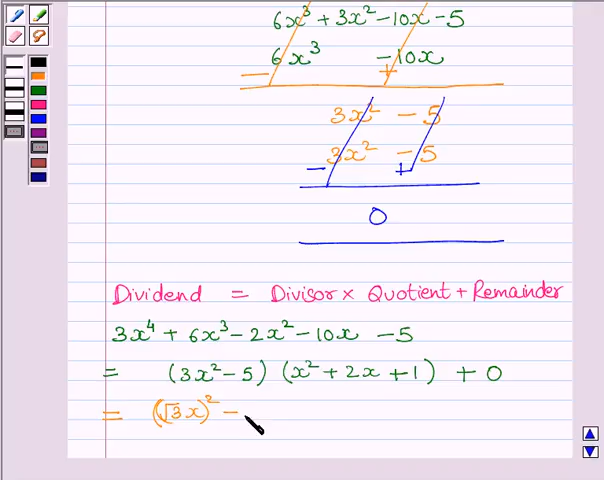 6x³ + 3x² - 10x - 5
6x³ - 10x
- +
3x² - 5
3x² - 5
- +
0
Dividend = Divisor × Quotient + Remainder
3x⁴ + 6x³ - 2x² - 10x - 5
= (3x² - 5) (x² + 2x + 1) + 0
= (√3x)² -